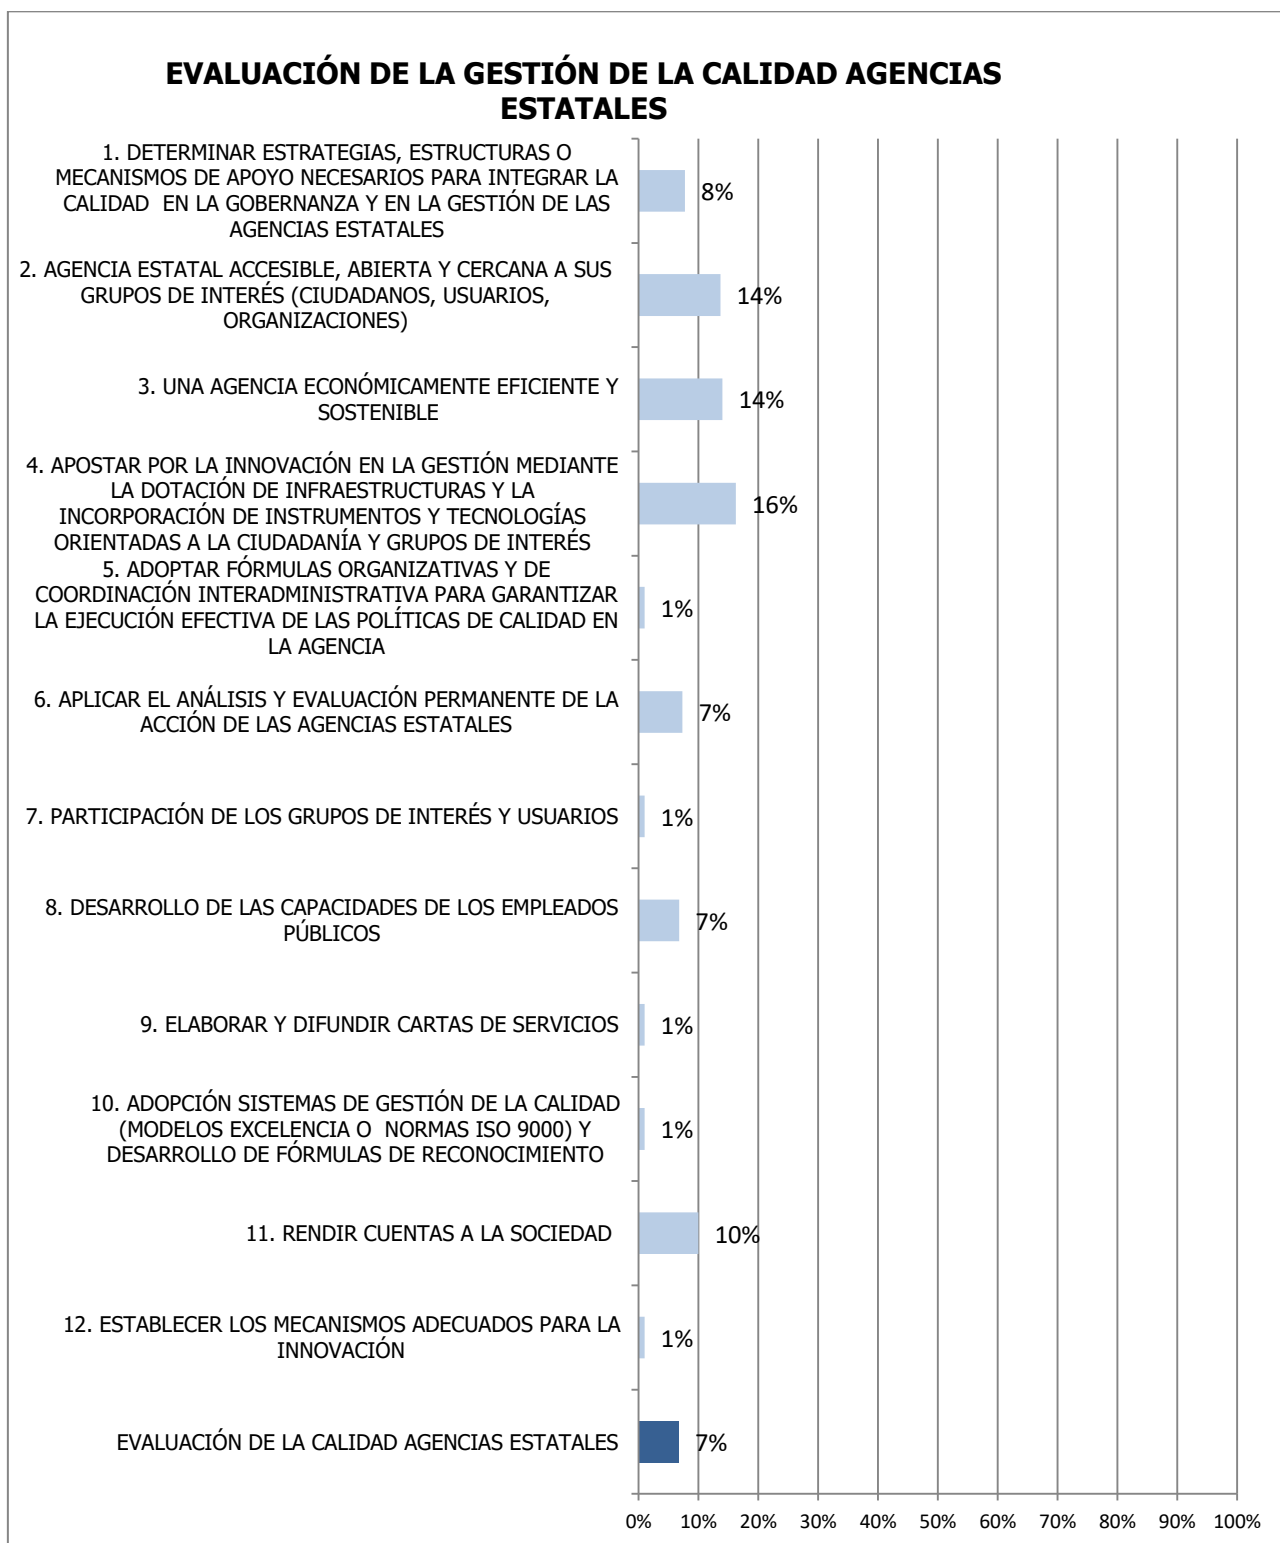 EVALUACIÓN DE LA GESTIÓN DE LA CALIDAD AGENCIAS
ESTATALES
1. DETERMINAR ESTRATEGIAS, ESTRUCTURAS O
MECANISMOS DE APOYO NECESARIOS PARA INTEGRAR LA
CALIDAD EN LA GOBERNANZA Y EN LA GESTIÓN DE LAS
AGENCIAS ESTATALES
8%
2. AGENCIA ESTATAL ACCESIBLE, ABIERTA Y CERCANA A SUS
GRUPOS DE INTERÉS (CIUDADANOS, USUARIOS,
ORGANIZACIONES)
14%
3. UNA AGENCIA ECONÓMICAMENTE EFICIENTE Y
SOSTENIBLE
14%
4. APOSTAR POR LA INNOVACIÓN EN LA GESTIÓN MEDIANTE
LA DOTACIÓN DE INFRAESTRUCTURAS Y LA
INCORPORACIÓN DE INSTRUMENTOS Y TECNOLOGÍAS
ORIENTADAS A LA CIUDADANÍA Y GRUPOS DE INTERÉS
16%
5. ADOPTAR FÓRMULAS ORGANIZATIVAS Y DE
COORDINACIÓN INTERADMINISTRATIVA PARA GARANTIZAR
LA EJECUCIÓN EFECTIVA DE LAS POLÍTICAS DE CALIDAD EN
LA AGENCIA
1%
6. APLICAR EL ANÁLISIS Y EVALUACIÓN PERMANENTE DE LA
ACCIÓN DE LAS AGENCIAS ESTATALES
7%
7. PARTICIPACIÓN DE LOS GRUPOS DE INTERÉS Y USUARIOS
1%
8. DESARROLLO DE LAS CAPACIDADES DE LOS EMPLEADOS
PÚBLICOS
7%
9. ELABORAR Y DIFUNDIR CARTAS DE SERVICIOS
1%
10. ADOPCIÓN SISTEMAS DE GESTIÓN DE LA CALIDAD
(MODELOS EXCELENCIA O NORMAS ISO 9000) Y
DESARROLLO DE FÓRMULAS DE RECONOCIMIENTO
1%
11. RENDIR CUENTAS A LA SOCIEDAD
10%
12. ESTABLECER LOS MECANISMOS ADECUADOS PARA LA
INNOVACIÓN
1%
EVALUACIÓN DE LA CALIDAD AGENCIAS ESTATALES
7%
0% 10% 20% 30% 40% 50% 60% 70% 80% 90% 100%